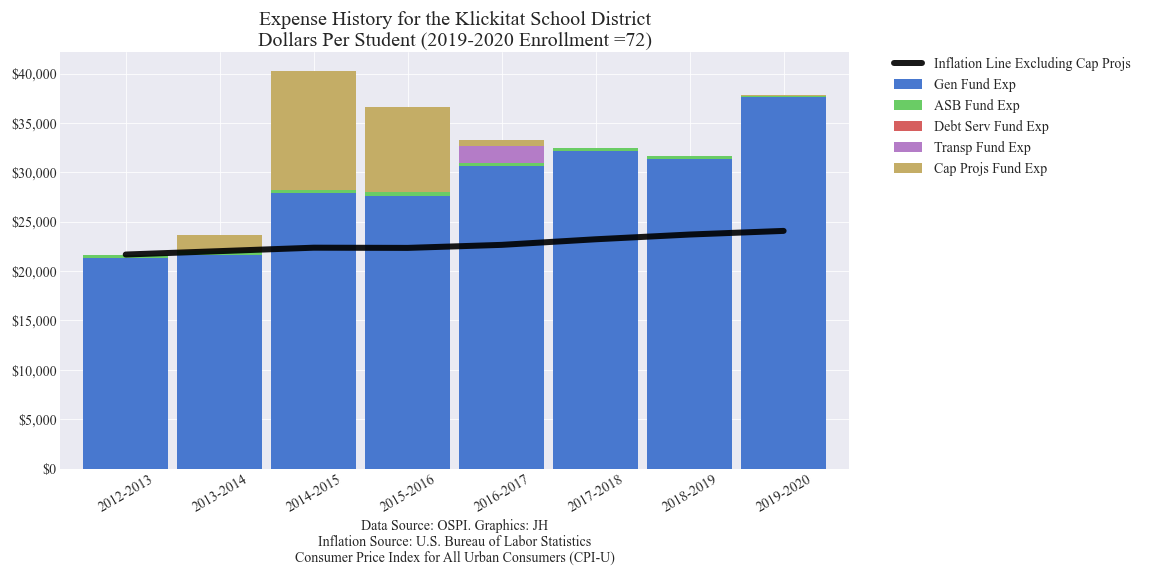 Expense History for the Klickitat School District
Dollars Per Student (2019-2020 Enrollment =72)
$40,000
$35,000
$30,000
$25,000
$20,000
$15,000
$10,000
$5,000
$0
Inflation Line Excluding Cap Projs
Gen Fund Exp
ASB Fund Exp
Debt Serv Fund Exp
Transp Fund Exp
Cap Projs Fund Exp
2012-2013
2013-2014
2014-2015
2015-2016
2016-2017
2017-2018
2018-2019
2019-2020
Data Source: OSPI. Graphics: JH
Inflation Source: U.S. Bureau of Labor Statistics
Consumer Price Index for All Urban Consumers (CPI-U)